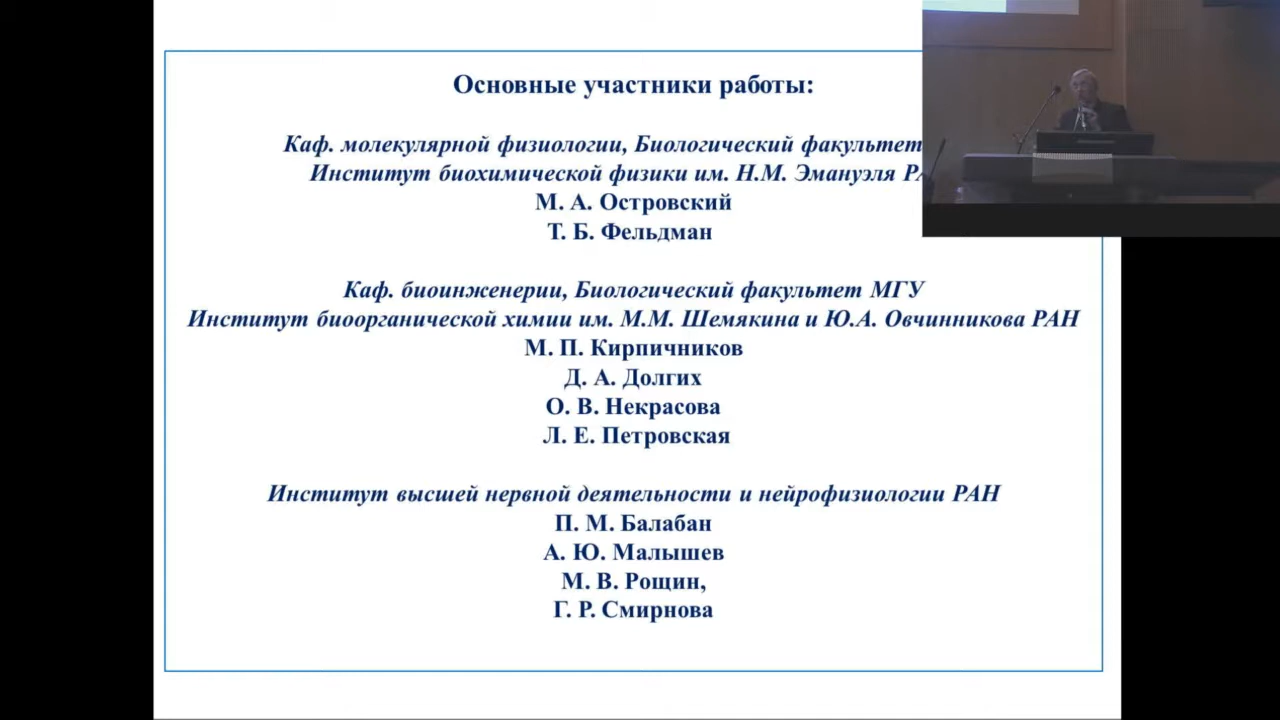 Основные участники работы:
Каф. молекулярной физиологии, Биологический факультет
Институт биохимической физики им. Н.М. Эмануэля
М. А. Островский
Т. Б. Фельдман
Каф. биоинженерии, Биологический факультет МГУ
Институт биоорганической химии им. М.М. Шемякина и Ю.А. Овчинникова РАН
М. П. Кирпичников
Д. А. Долгих
О. В. Некрасова
Л. Е. Петровская
Институт высшей нервной деятельности и нейрофизиологии РАН
П. М. Балабан
А. Ю. Малышев
М. В. Рощин,
Г. Р. Смирнова